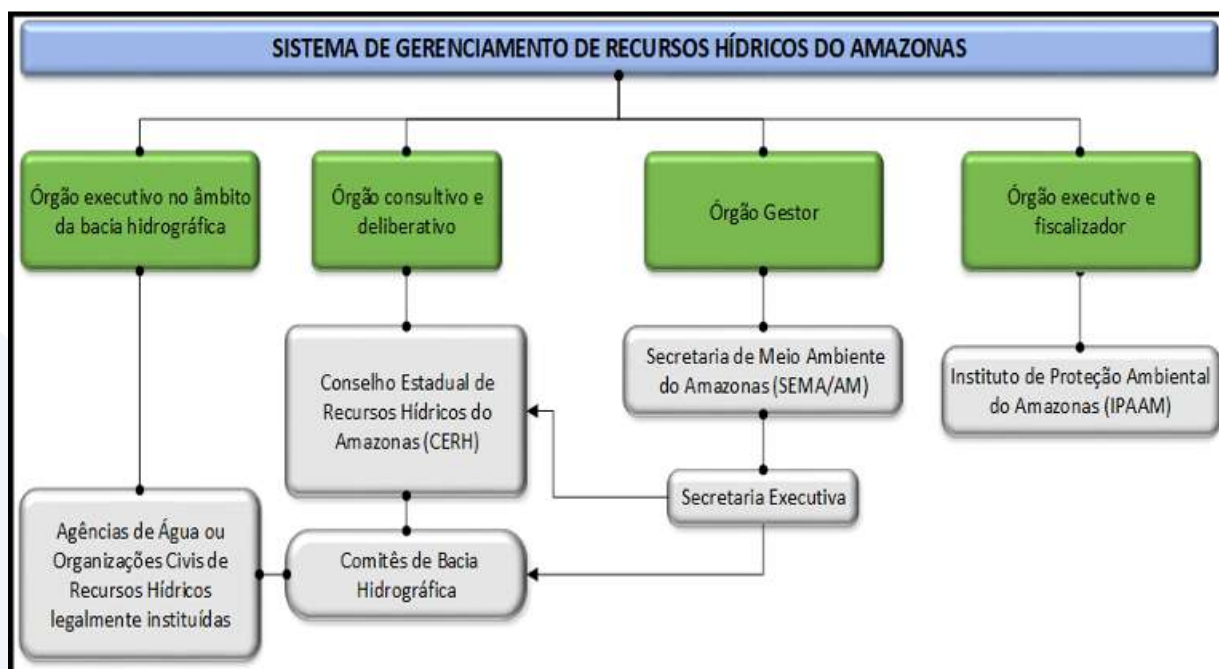 SISTEMA DE GERENCIAMENTO DE RECURSOS HÍDRICOS DO AMAZONAS
Órgão executivo no âmbito
da bacia hidrográfica
Órgão consultivo e
deliberativo
Órgão Gestor
Órgão executivo e
fiscalizador
Conselho Estadual de
Recursos Hídricos do
Amazonas (CERH)
Secretaria de Meio Ambiente
do Amazonas (SEMA/AM)
Instituto de Proteção Ambiental
do Amazonas (IPAAM)
Secretaria Executiva
Agências de Água ou
Organizações Civis de
Recursos Hídricos
legalmente instituídas
Comitês de Bacia
Hidrográfica